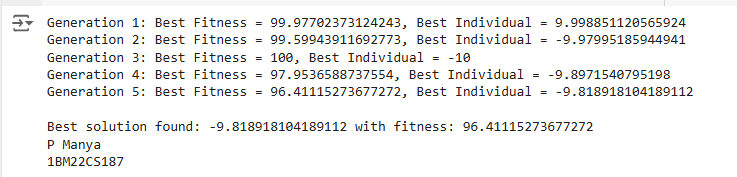 Generation 1: Best Fitness = 99.97702373124243, Best Individual = 9.998851120565924
Generation 2: Best Fitness = 99.59943911692773, Best Individual = -9.97995185944941
Generation 3: Best Fitness = 100, Best Individual = -10
Generation 4: Best Fitness = 97.9536588737554, Best Individual = -9.8971540795198
Generation 5: Best Fitness = 96.41115273677272, Best Individual = -9.818918104189112
Best solution found: -9.818918104189112 with fitness: 96.41115273677272
P Manya
1BM22CS187